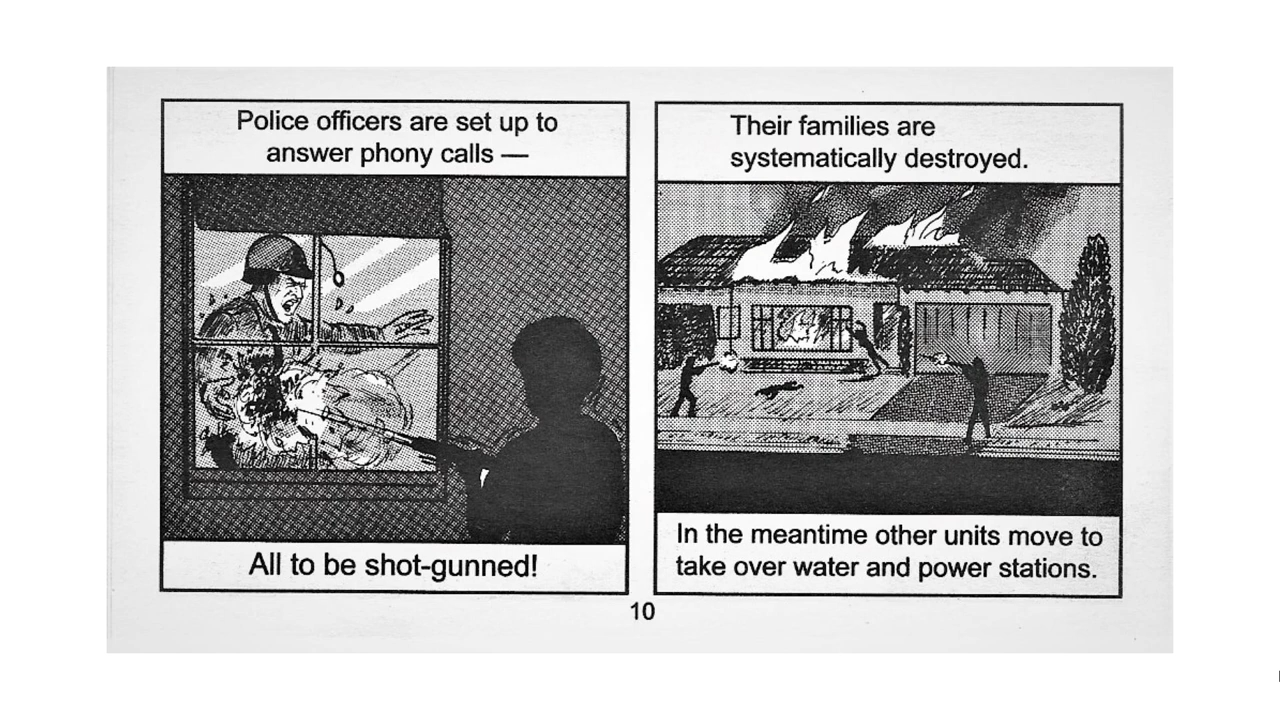 Police officers are set up to
answer phony calls —
All to be shot-gunned!
Their families are
systematically destroyed.
In the meantime other units move to
take over water and power stations.
10